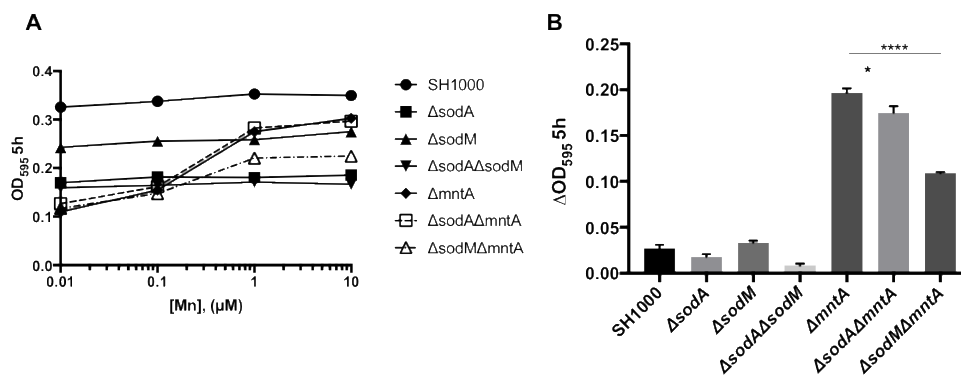 A
OD595 5h
0.4
0.3
0.2
0.1
0.0
0.01
0.1
1
10
[Mn], (µM)
SH1000
ΔsodA
ΔsodM
ΔsodAΔsodM
ΔmntA
ΔsodAΔmntA
ΔsodMΔmntA
B
ΔOD595 5h
0.25
0.20
0.15
0.10
0.05
0.00
****
*
SH1000
ΔsodA
ΔsodM
ΔsodAΔsodM
ΔmntA
ΔsodAΔmntA
ΔsodMΔmntA